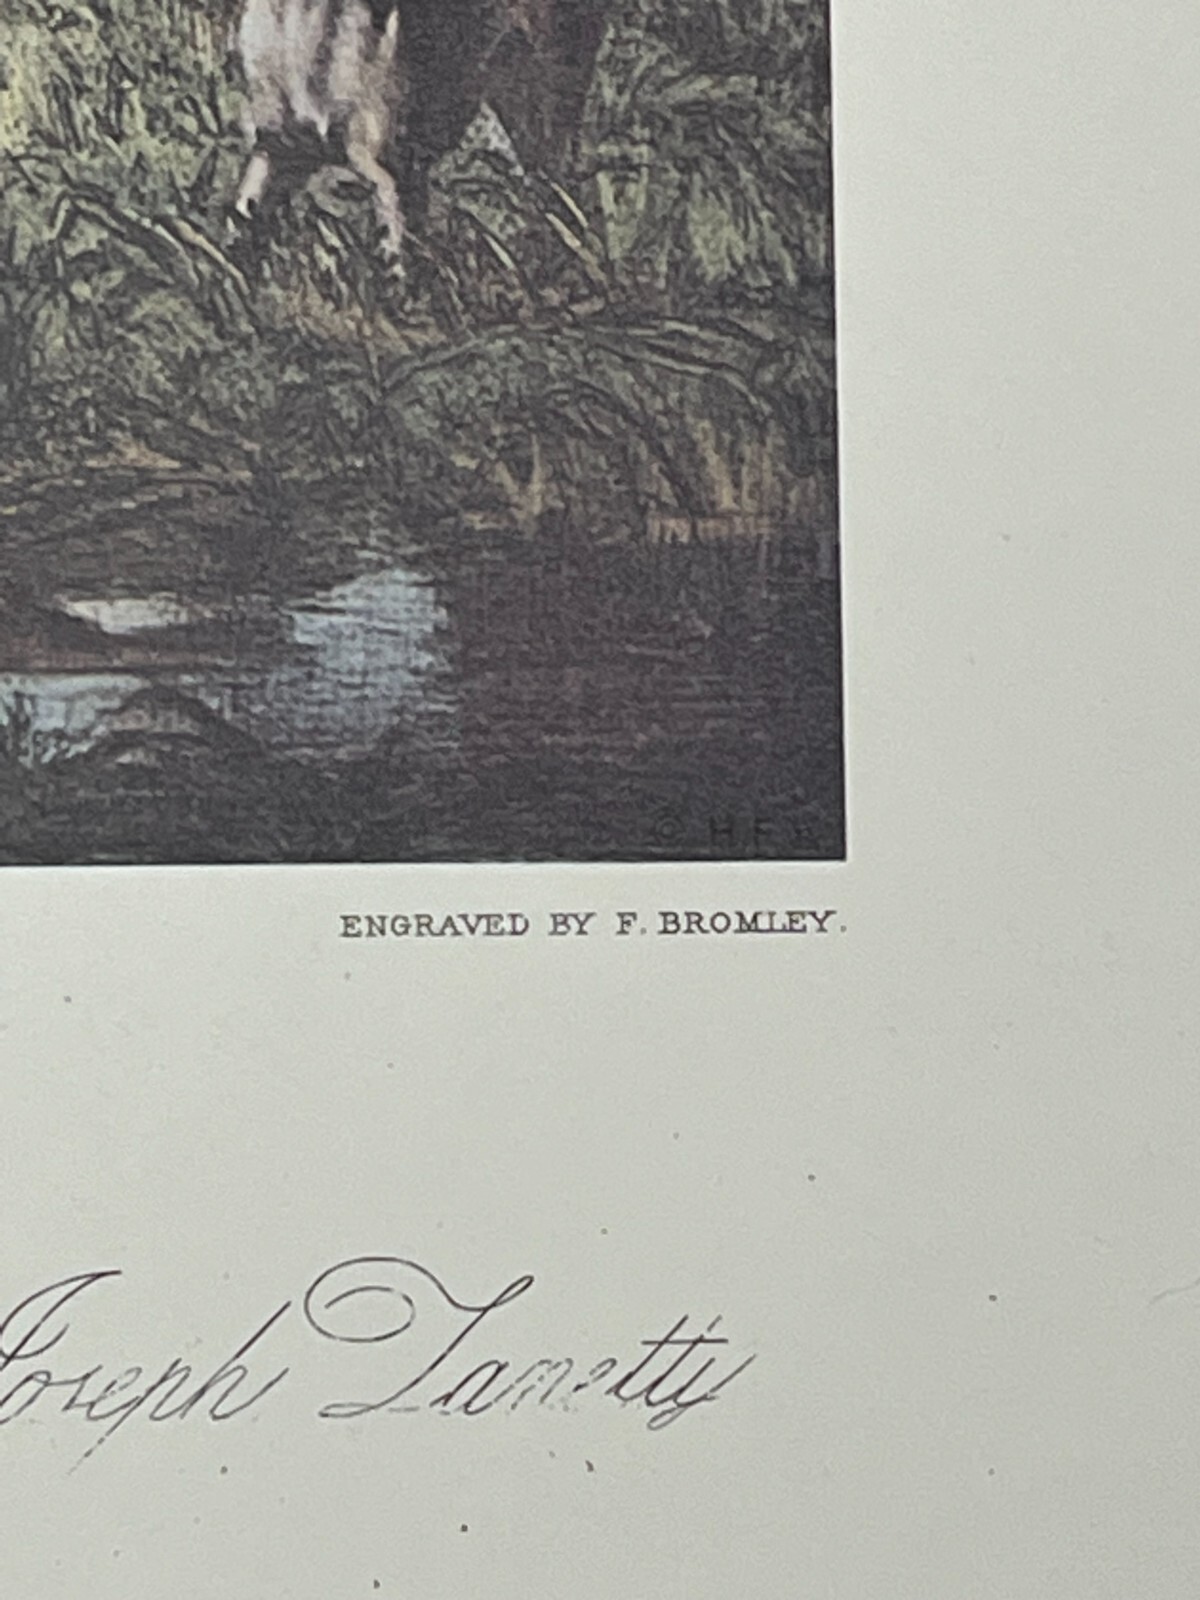 © H F
ENGRAVED BY F. BROMLEY.
Joseph Zanetty